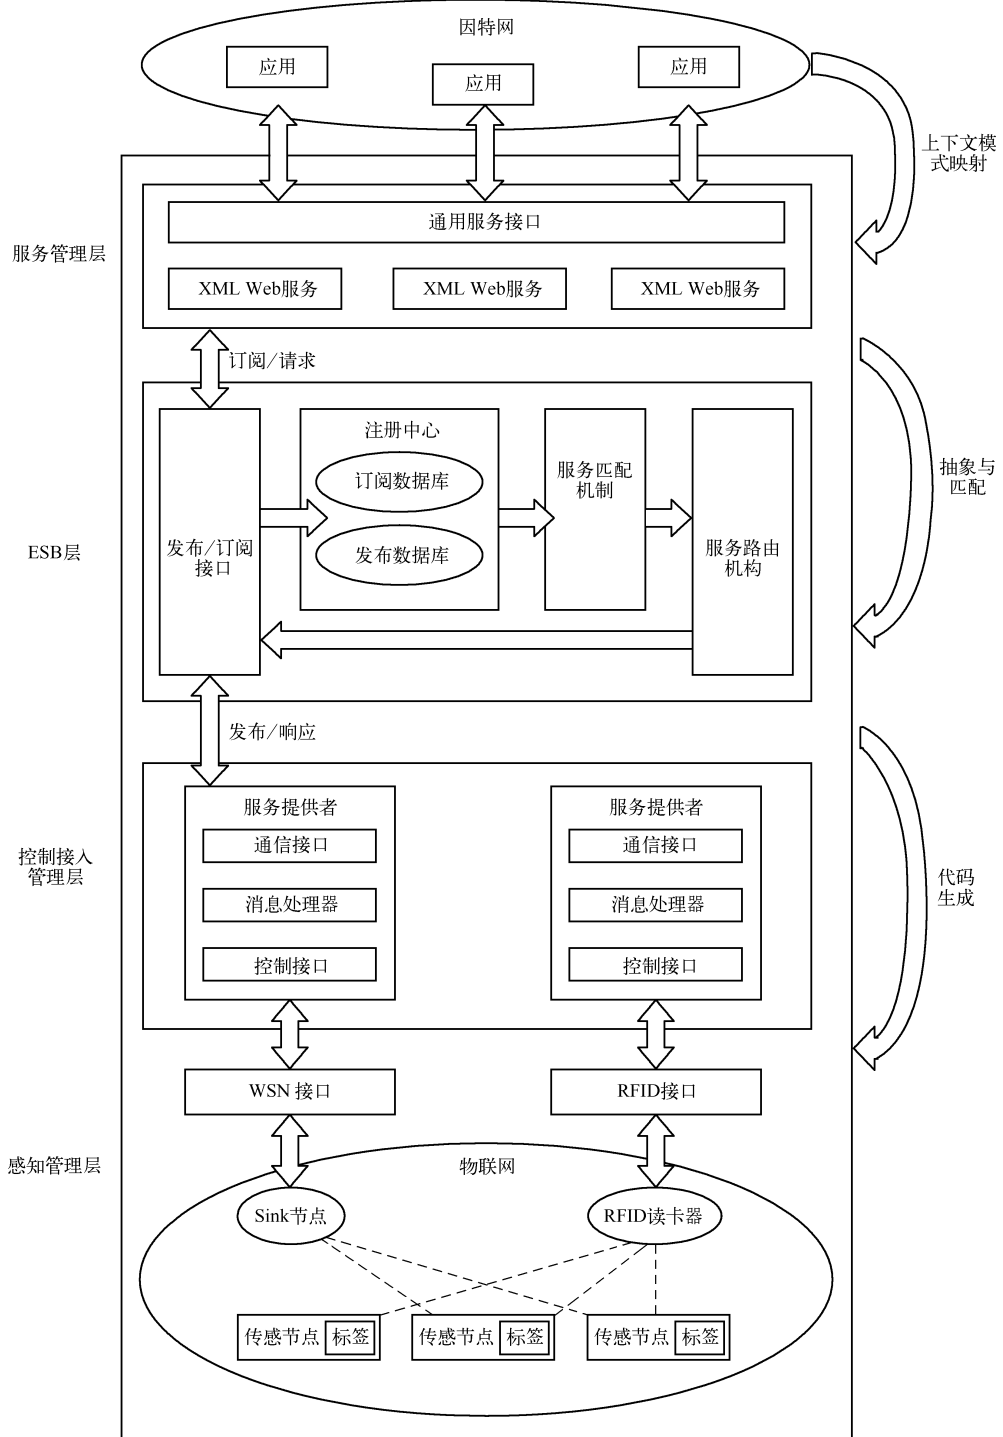 因特网
应用
应用
应用
上下文模
式映射
服务管理层
通用服务接口
XML Web服务
XML Web服务
XML Web服务
订阅/请求
ESB层
发布/订阅
接口
注册中心
订阅数据库
发布数据库
服务匹配
机制
服务路由
机构
抽象与
匹配
发布/响应
控制接入
管理层
服务提供者
通信接口
消息处理器
控制接口
服务提供者
通信接口
消息处理器
控制接口
代码
生成
WSN 接口
RFID接口
感知管理层
物联网
Sink节点
RFID读卡器
传感节点 标签
传感节点 标签
传感节点 标签